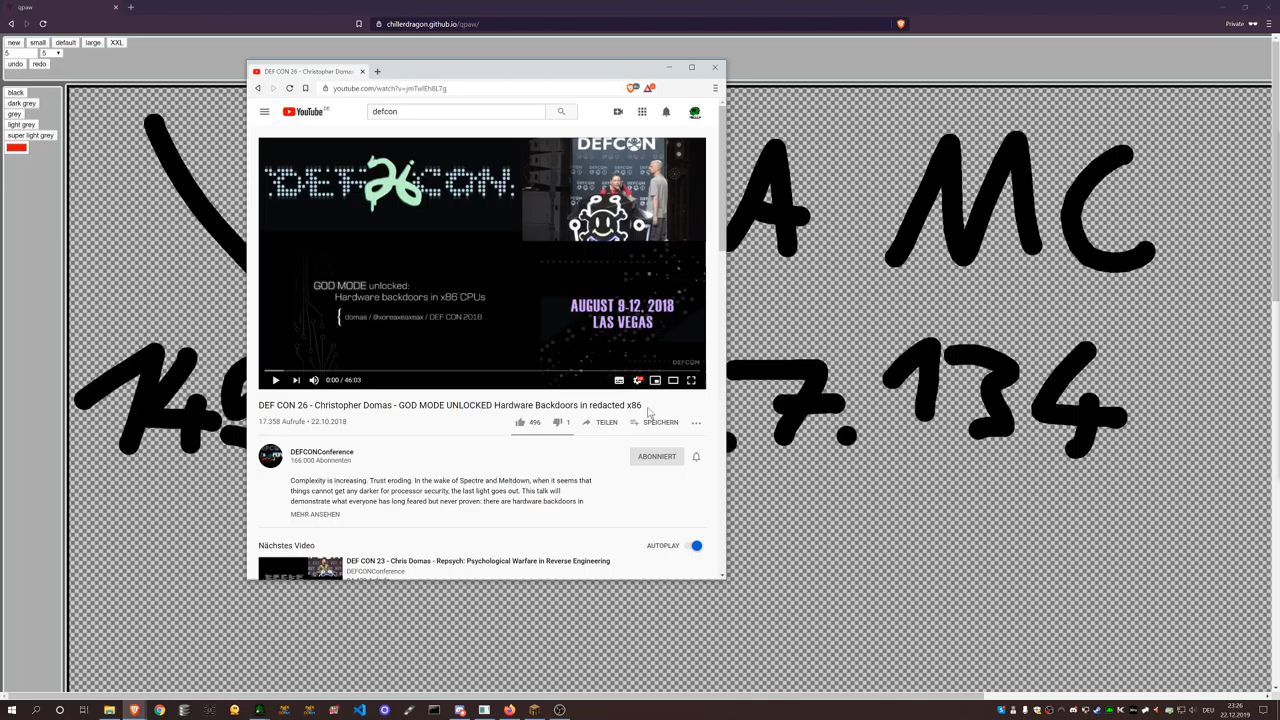 qpaw
chillerdragon.github.io/qpaw/
Private
new small default large XXL
5 5
undo redo
black
dark grey
grey
light grey
super light grey
A MC
7. 134
DEF CON 26 - Christopher Domas
youtube.com/watch?v=jmTwlEh8L7g
YouTube DE
defcon
DEFCON
DEF CON
GOD MODE unlocked:
Hardware backdoors in x86 CPUs
domas / @xoreaxeaxeax / DEF CON 2018
AUGUST 9-12, 2018
LAS VEGAS
DEFCON
0:00 / 46:03
DEF CON 26 - Christopher Domas - GOD MODE UNLOCKED Hardware Backdoors in redacted x86
17.358 Aufrufe • 22.10.2018
496 1 TEILEN SPEICHERN
DEFCONConference
166.000 Abonnenten
ABONNIERT
Complexity is increasing. Trust eroding. In the wake of Spectre and Meltdown, when it seems that
things cannot get any darker for processor security, the last light goes out. This talk will
demonstrate what everyone has long feared but never proven: there are hardware backdoors in
MEHR ANSEHEN
Nächstes Video
AUTOPLAY
DEF CON 23 - Chris Domas - Repsych: Psychological Warfare in Reverse Engineering
DEFCONConference
DEU
23:26
22.12.2019